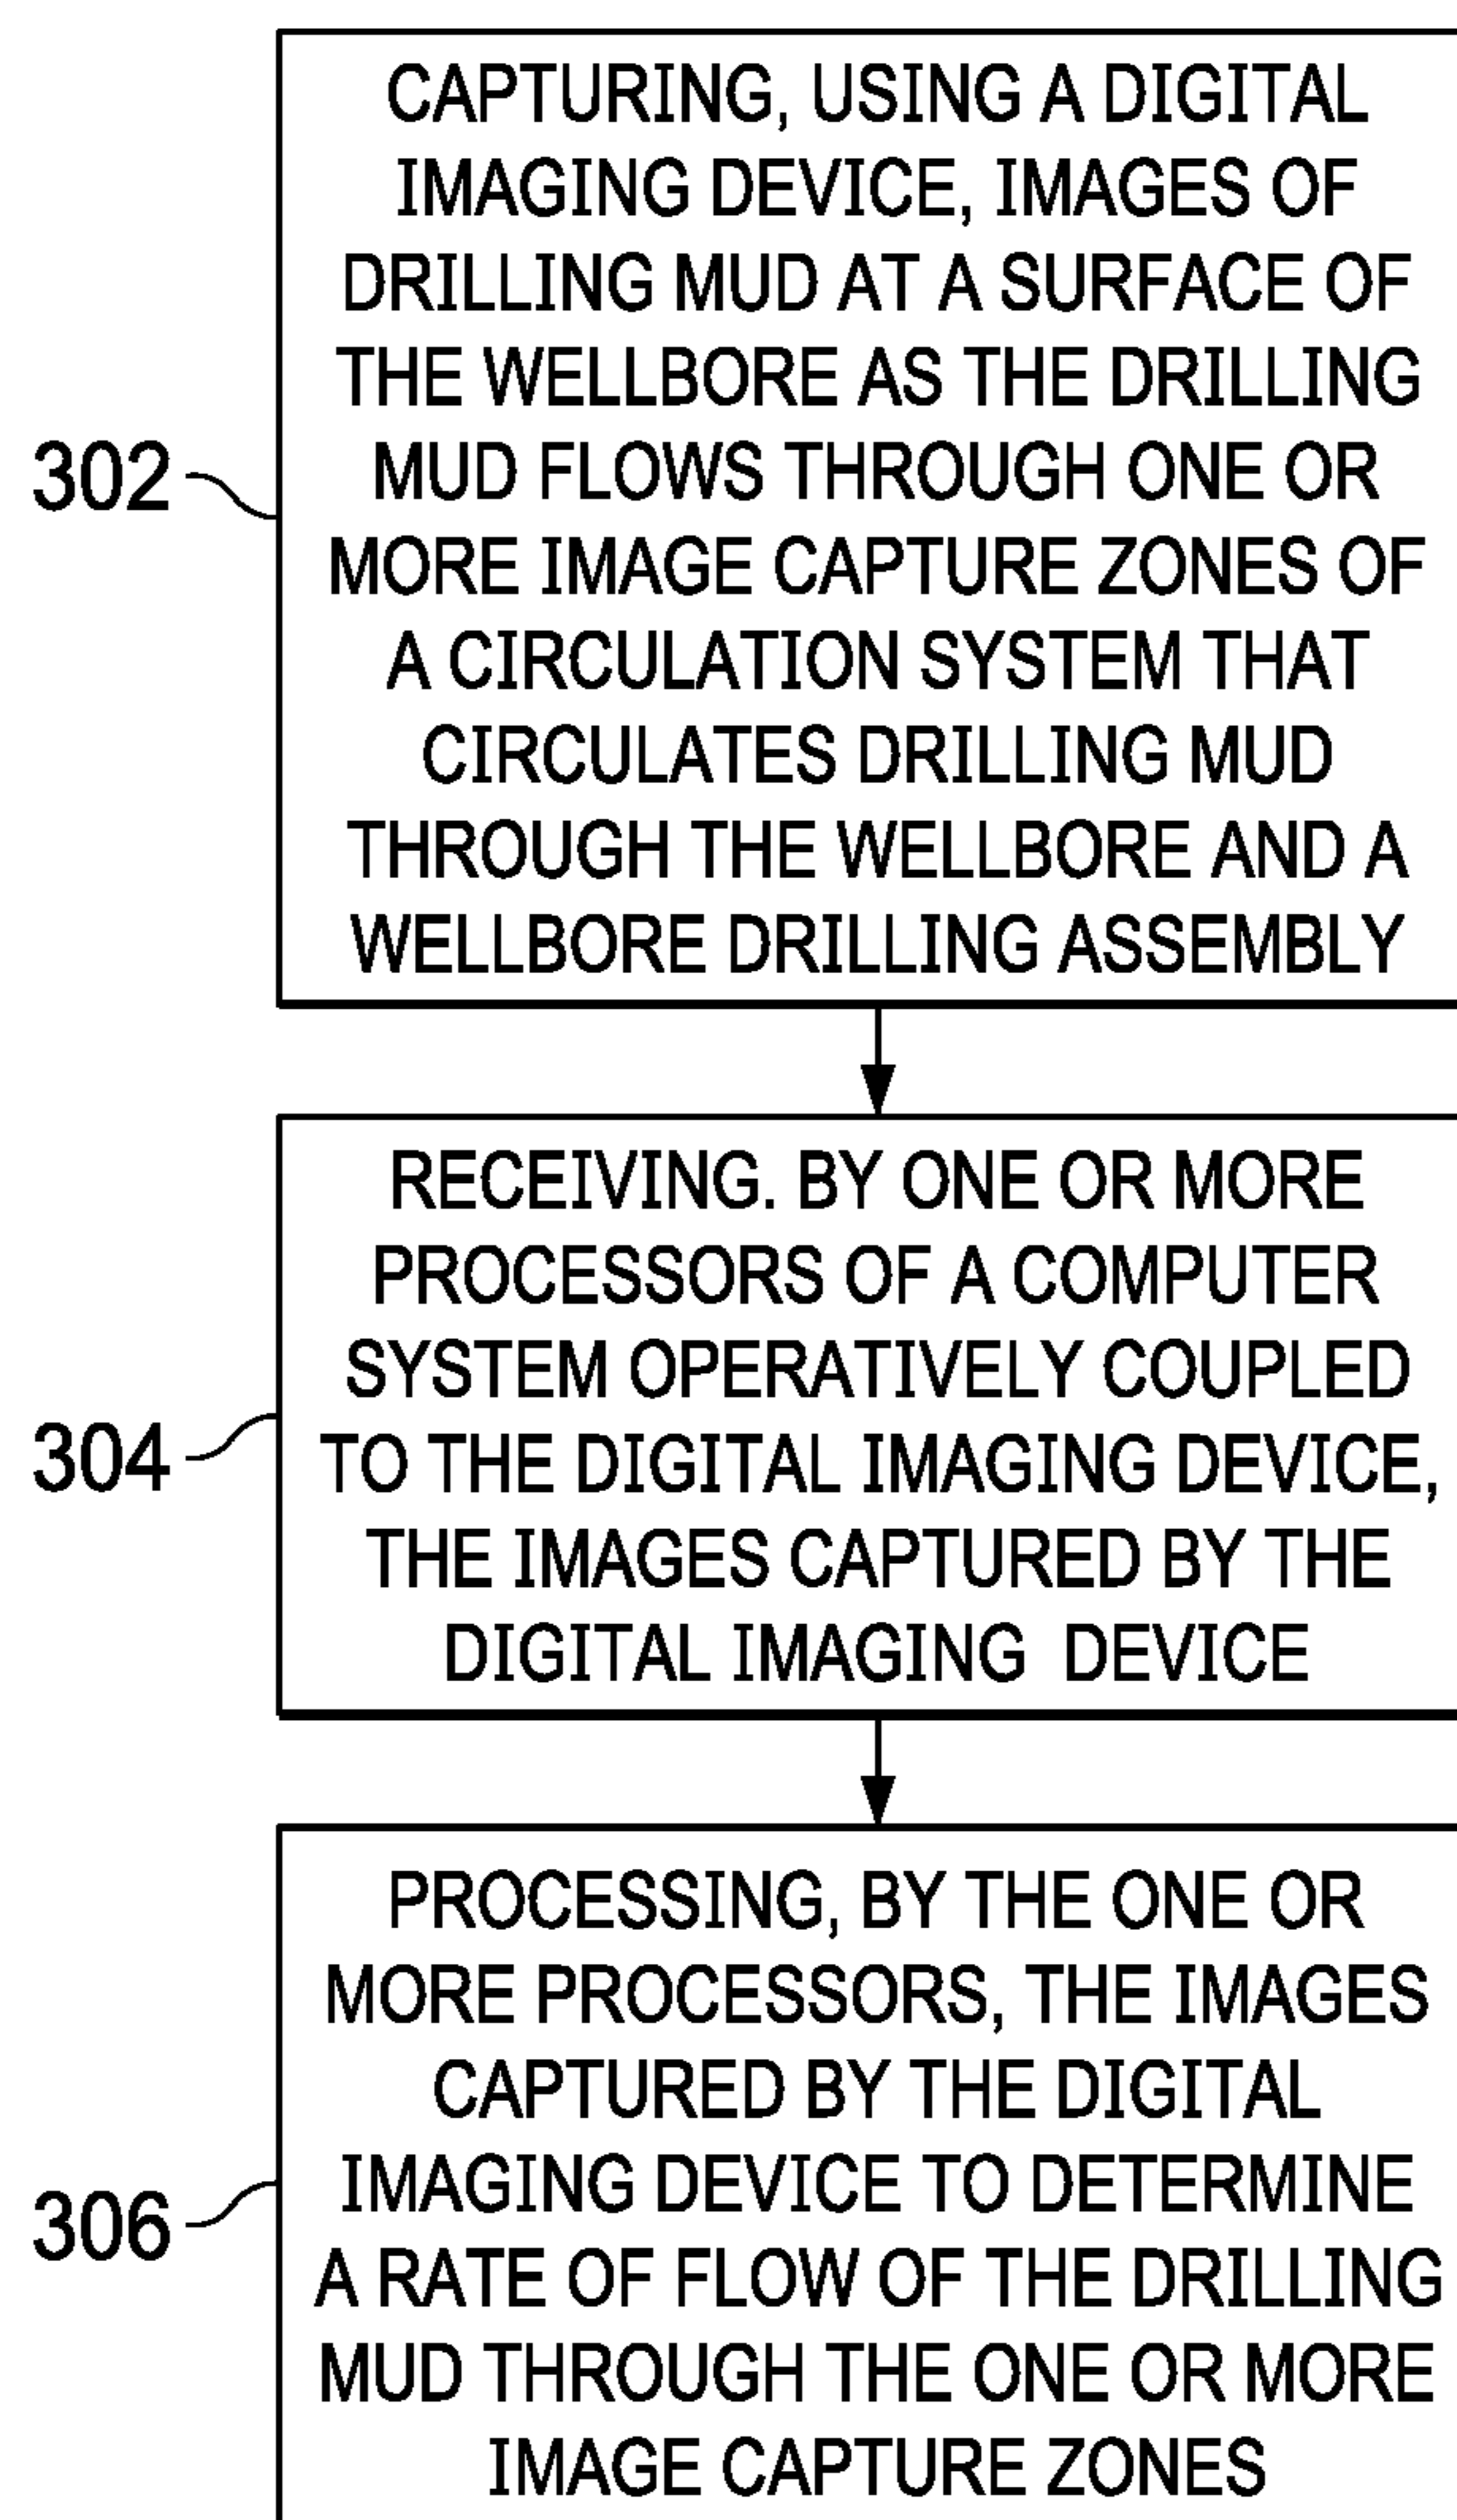 CAPTURING, USING A DIGITAL
IMAGING DEVICE, IMAGES OF
DRILLING MUD AT A SURFACE OF
THE WELLBORE AS THE DRILLING
MUD FLOWS THROUGH ONE OR
MORE IMAGE CAPTURE ZONES OF
A CIRCULATION SYSTEM THAT
CIRCULATES DRILLING MUD
THROUGH THE WELLBORE AND A
WELLBORE DRILLING ASSEMBLY
302
RECEIVING. BY ONE OR MORE
PROCESSORS OF A COMPUTER
SYSTEM OPERATIVELY COUPLED
TO THE DIGITAL IMAGING DEVICE,
THE IMAGES CAPTURED BY THE
DIGITAL IMAGING DEVICE
304
PROCESSING, BY THE ONE OR
MORE PROCESSORS, THE IMAGES
CAPTURED BY THE DIGITAL
IMAGING DEVICE TO DETERMINE
A RATE OF FLOW OF THE DRILLING
MUD THROUGH THE ONE OR MORE
IMAGE CAPTURE ZONES
306